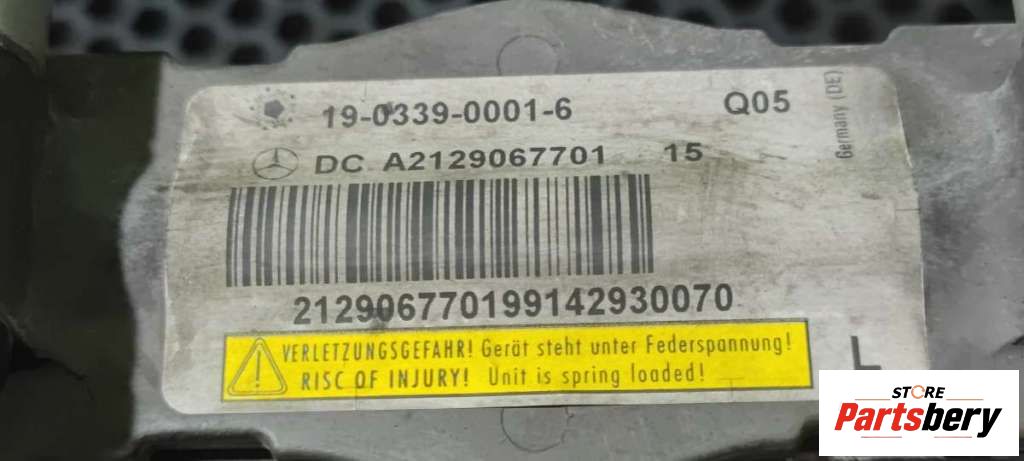 19-0339-0001-6 Q05
Germany (DE)
DC A2129067701 15
212906770199142930070
VERLETZUNGSGEFAHR! Gerät steht unter Federspannung!
RISC OF INJURY! Unit is spring loaded!
L
STORE
Partsbery